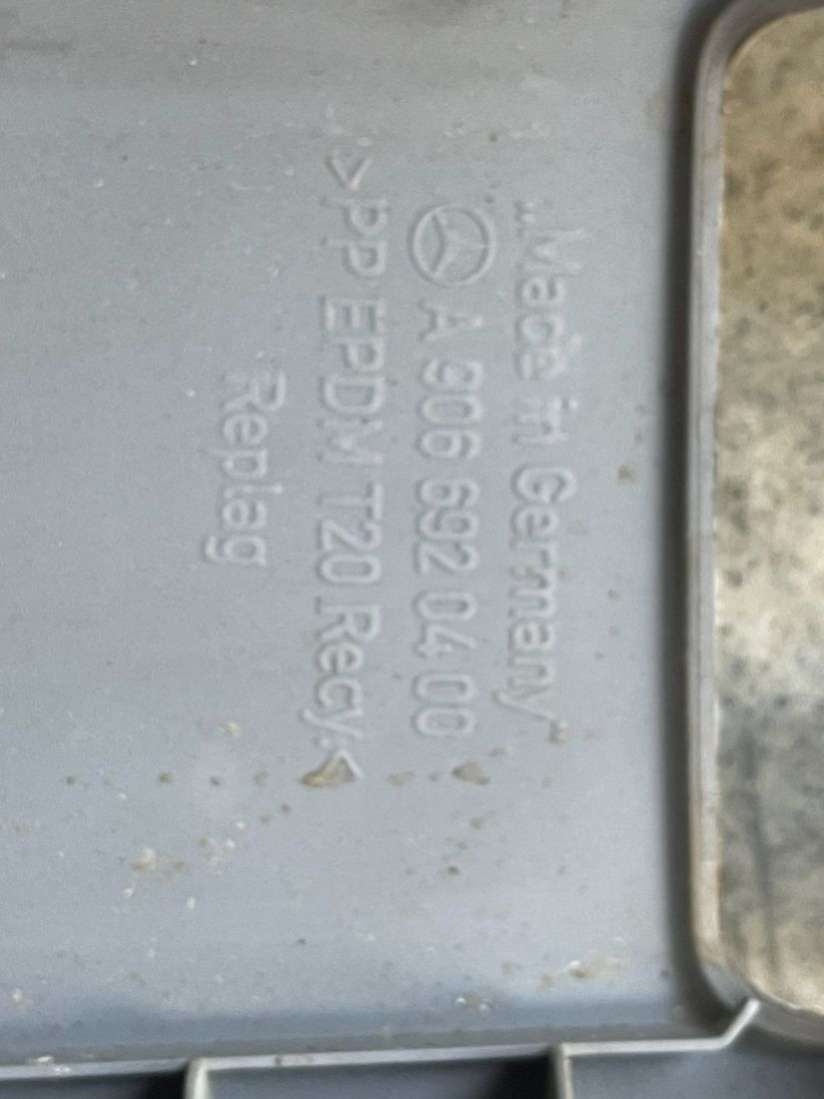 "Made in Germany"
A 906 692 04 00
>PP EPDM T20 Recy.<
Replag